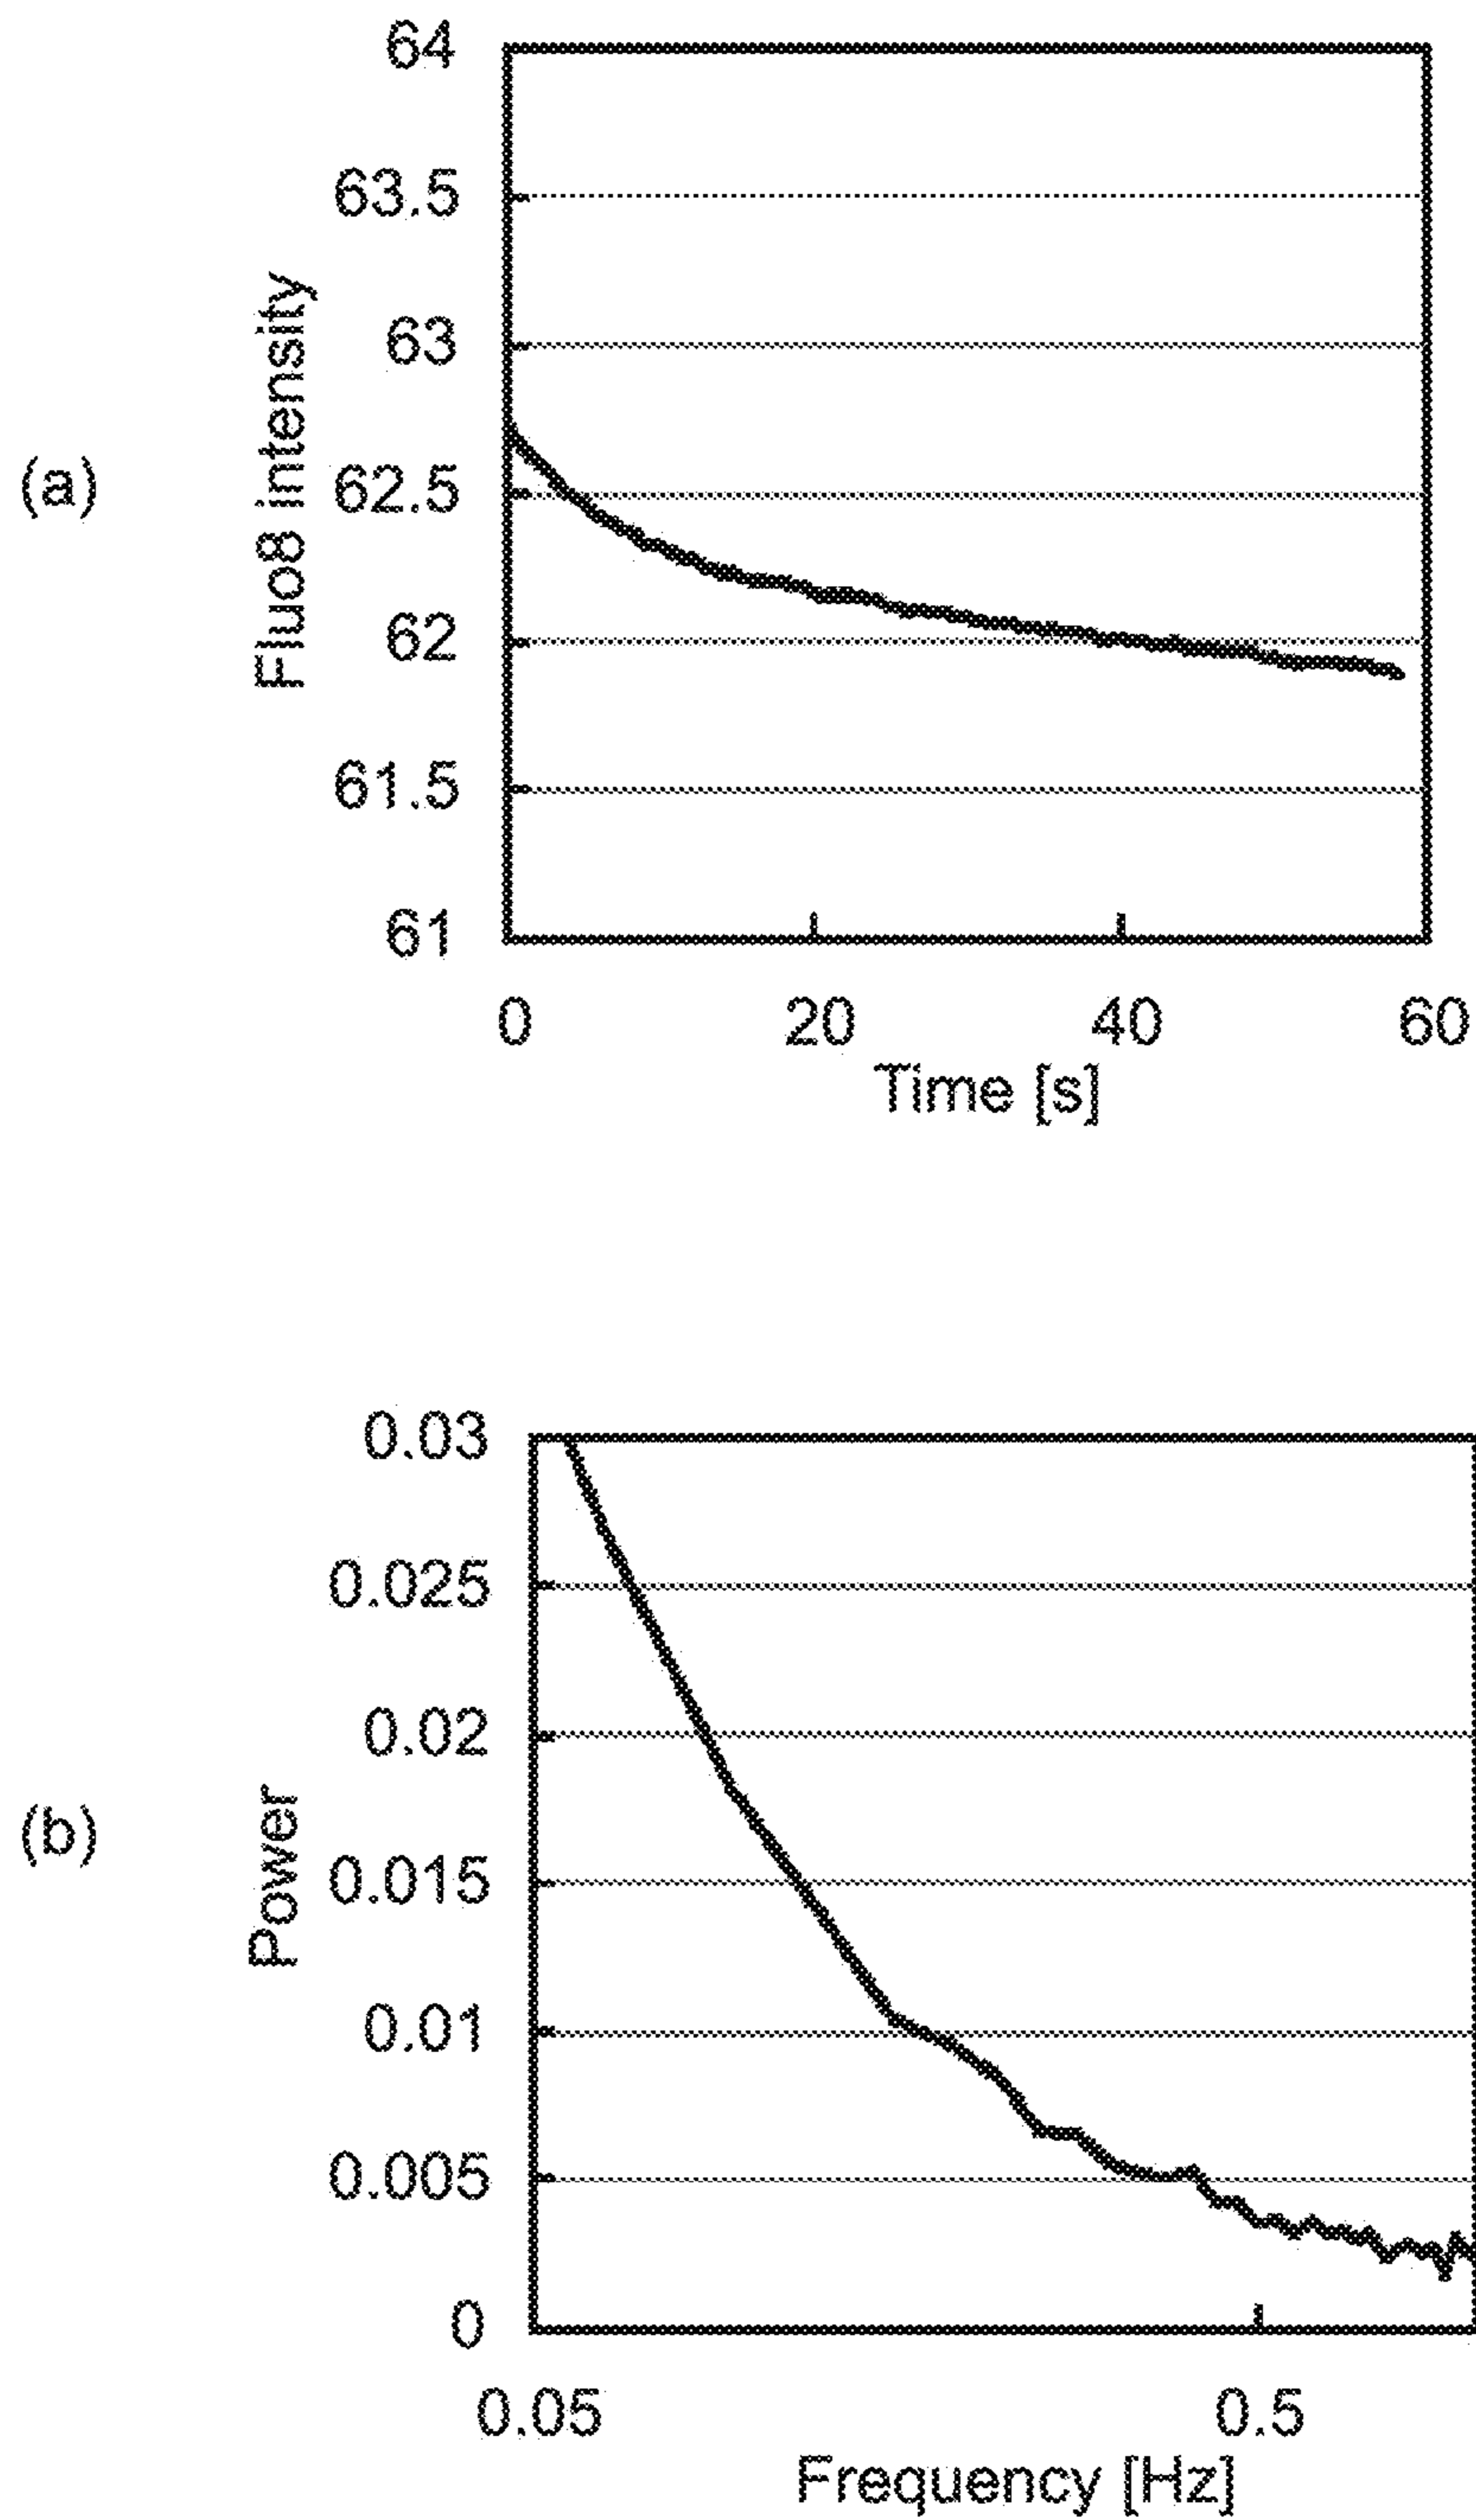 (a)
Fluo8 intensity
64
63.5
63
62.5
62
61.5
61
0 20 40 60
Time [s]
(b)
Power
0.03
0.025
0.02
0.015
0.01
0.005
0
0.05 0.5
Frequency [Hz]